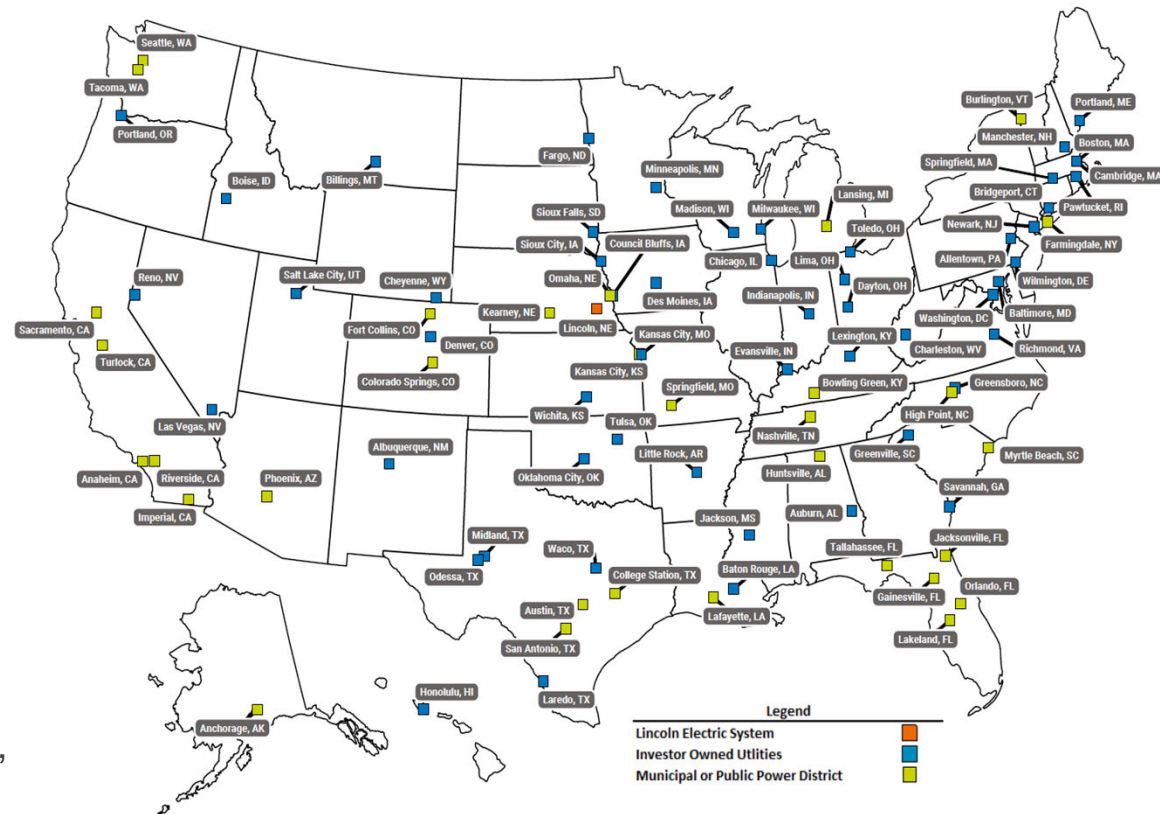 Seattle, WA
Tacoma, WA
Portland, OR
Boise, ID
Billings, MT
Fargo, ND
Minneapolis, MN
Sioux Falls, SD
Madison, WI
Milwaukee, WI
Lansing, MI
Toledo, OH
Burlington, VT
Portland, ME
Manchester, NH
Boston, MA
Springfield, MA
Cambridge, MA
Bridgeport, CT
Pawtucket, RI
Newark, NJ
Farmingdale, NY
Allentown, PA
Wilmington, DE
Sioux City, IA
Council Bluffs, IA
Chicago, IL
Lima, OH
Omaha, NE
Des Moines, IA
Indianapolis, IN
Dayton, OH
Washington, DC
Baltimore, MD
Reno, NV
Salt Lake City, UT
Cheyenne, WY
Kearney, NE
Lincoln, NE
Sacramento, CA
Turlock, CA
Fort Collins, CO
Denver, CO
Colorado Springs, CO
Kansas City, MO
Kansas City, KS
Evansville, IN
Lexington, KY
Charleston, WV
Richmond, VA
Springfield, MO
Bowling Green, KY
Greensboro, NC
High Point, NC
Las Vegas, NV
Wichita, KS
Tulsa, OK
Nashville, TN
Albuquerque, NM
Oklahoma City, OK
Little Rock, AR
Huntsville, AL
Greenville, SC
Myrtle Beach, SC
Anaheim, CA
Riverside, CA
Phoenix, AZ
Imperial, CA
Savannah, GA
Jackson, MS
Auburn, AL
Midland, TX
Odessa, TX
Waco, TX
College Station, TX
Baton Rouge, LA
Tallahassee, FL
Jacksonville, FL
Gainesville, FL
Orlando, FL
Austin, TX
Lafayette, LA
Lakeland, FL
San Antonio, TX
Laredo, TX
Honolulu, HI
Anchorage, AK
,
Legend
Lincoln Electric System
Investor Owned Utlities
Municipal or Public Power District